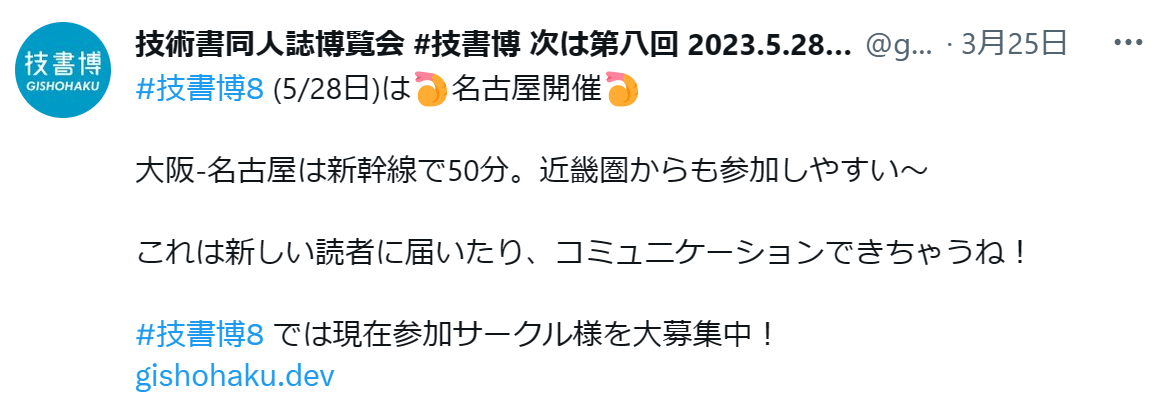 技書博
GISHOHAKU
技術書同人誌博覧会 #技書博 次は第八回 2023.5.28... @g... · 3月25日
#技書博8 (5/28日)は🍤名古屋開催🍤
大阪-名古屋は新幹線で50分。近畿圏からも参加しやすい〜
これは新しい読者に届いたり、コミュニケーションできちゃうね！
#技書博8 では現在参加サークル様を大募集中！
gishohaku.dev